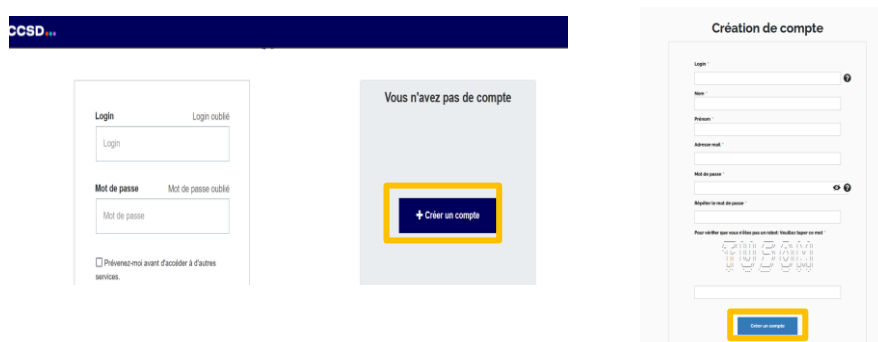 CCSD
Login
Login oublié
Login
Mot de passe
Mot de passe oublié
Mot de passe
Prévenez-moi avant d'accéder à d'autres
services.
Vous n'avez pas de compte
+ Créer un compte
Création de compte
Login *
Nom *
Prénom *
Adresse mail *
Mot de passe *
Répéter le mot de passe *
Pour vérifier que vous n'êtes pas un robot: Veuillez taper ce mot *
Créer un compte